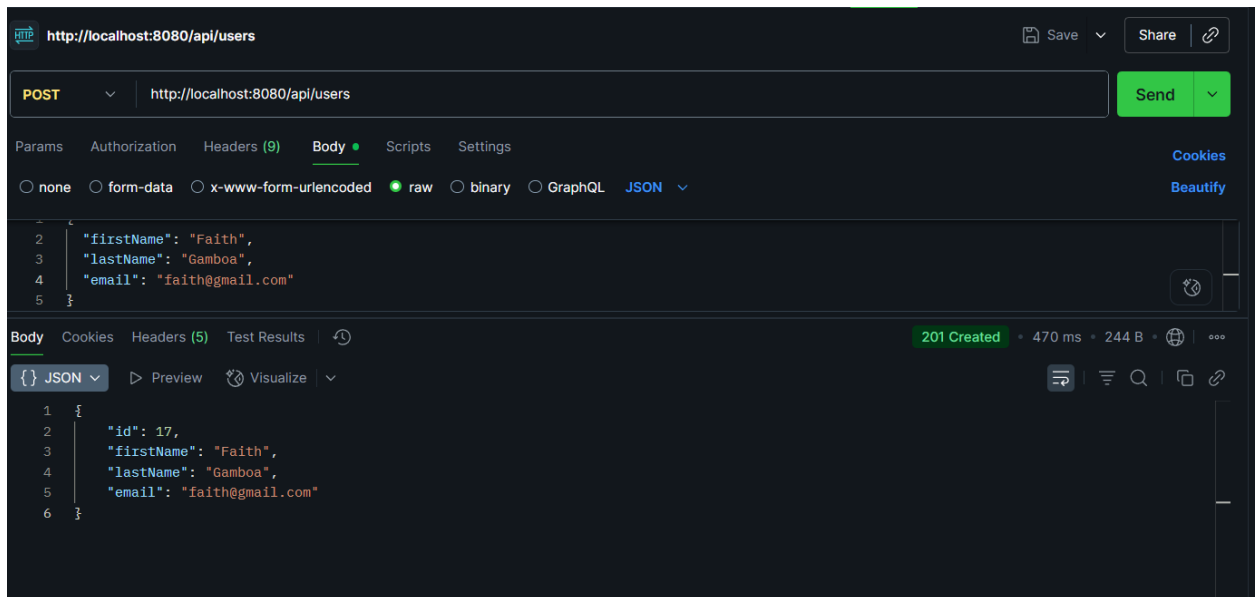 HTTP http://localhost:8080/api/users Save Share
POST http://localhost:8080/api/users Send
Params Authorization Headers (9) Body Scripts Settings Cookies
none form-data x-www-form-urlencoded raw binary GraphQL JSON Beautify
2 "firstName": "Faith",
3 "lastName": "Gamboa",
4 "email": "faith@gmail.com"
5 }
Body Cookies Headers (5) Test Results 201 Created 470 ms 244 B
{} JSON Preview Visualize
1 {
2 "id": 17,
3 "firstName": "Faith",
4 "lastName": "Gamboa",
5 "email": "faith@gmail.com"
6 }